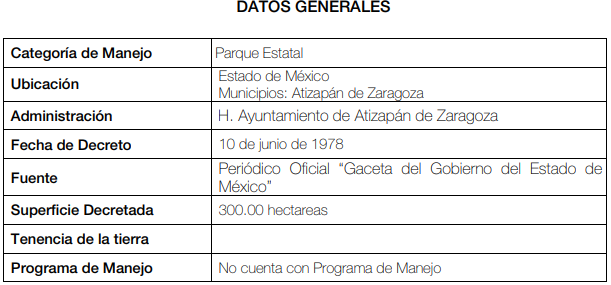 DATOS GENERALES
Categoría de Manejo Parque Estatal
Ubicación Estado de México
Municipios: Atizapán de Zaragoza
Administración H. Ayuntamiento de Atizapán de Zaragoza
Fecha de Decreto 10 de junio de 1978
Fuente Periódico Oficial “Gaceta del Gobierno del Estado de
México”
Superficie Decretada 300.00 hectareas
Tenencia de la tierra
Programa de Manejo No cuenta con Programa de Manejo